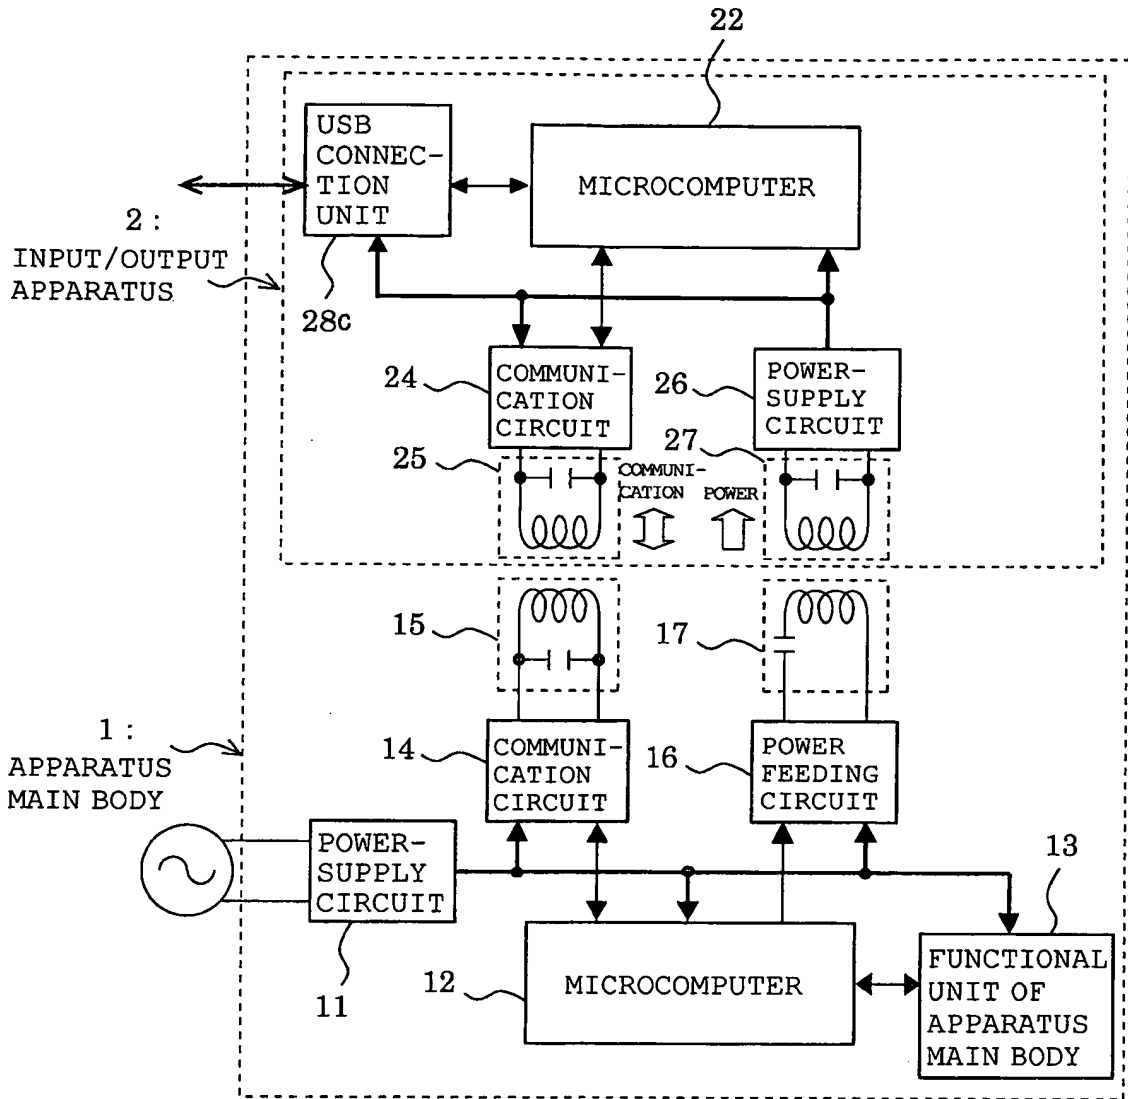 22
USB
CONNEC-
TION
UNIT
MICROCOMPUTER
2:
INPUT/OUTPUT
APPARATUS
28c
24
COMMUNI-
CATION
CIRCUIT
26
POWER-
SUPPLY
CIRCUIT
25
COMMUNI-
CATION
POWER
27
15
17
1:
APPARATUS
MAIN BODY
14
COMMUNI-
CATION
CIRCUIT
16
POWER
FEEDING
CIRCUIT
POWER-
SUPPLY
CIRCUIT
13
11
12
MICROCOMPUTER
FUNCTIONAL
UNIT OF
APPARATUS
MAIN BODY